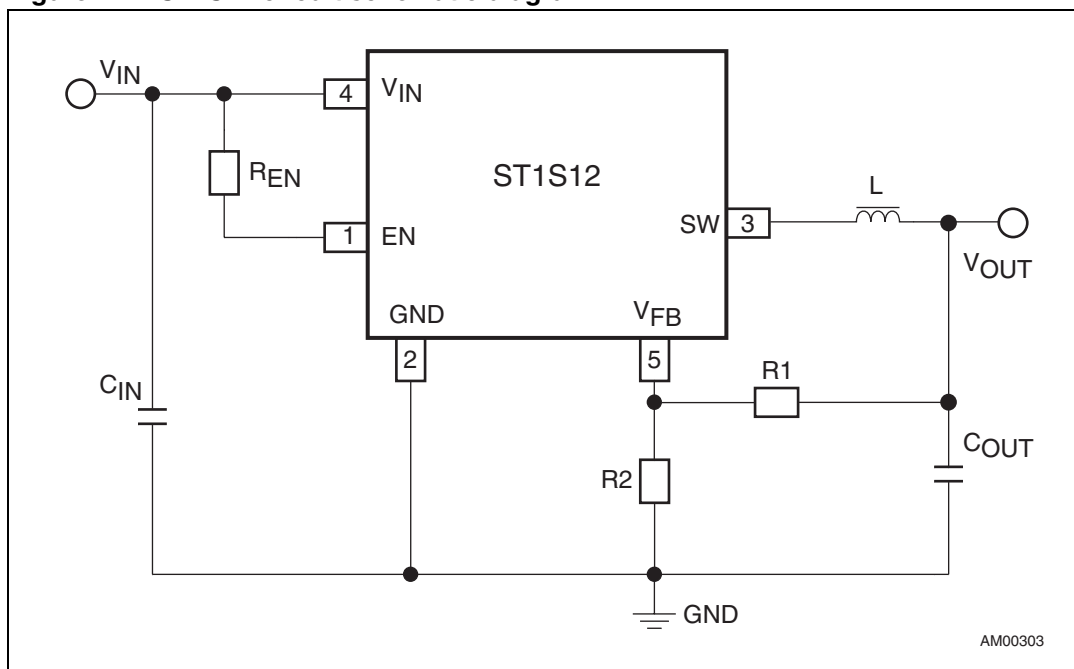 VIN
4
VIN
REN
ST1S12
L
1
EN
SW
3
VOUT
GND
VFB
2
5
R1
CIN
COUT
R2
GND
AM00303